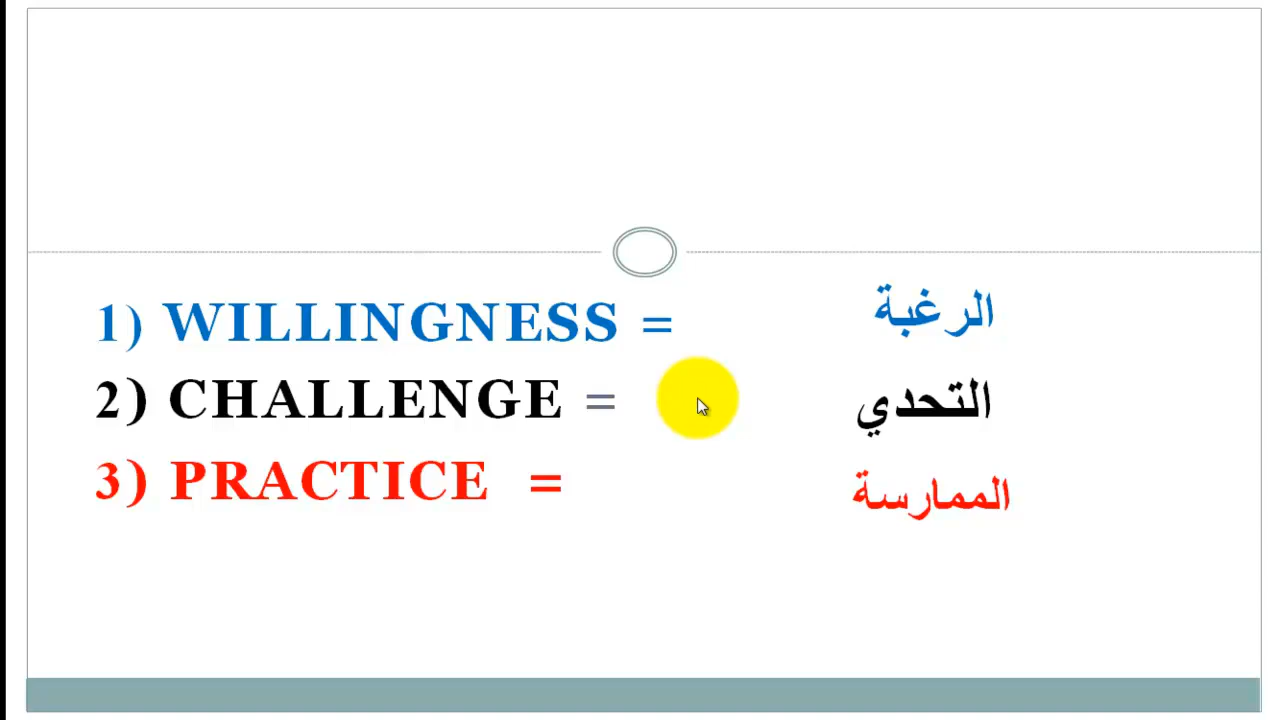 1) WILLINGNESS = الرغبة
2) CHALLENGE = التحدي
3) PRACTICE = الممارسة